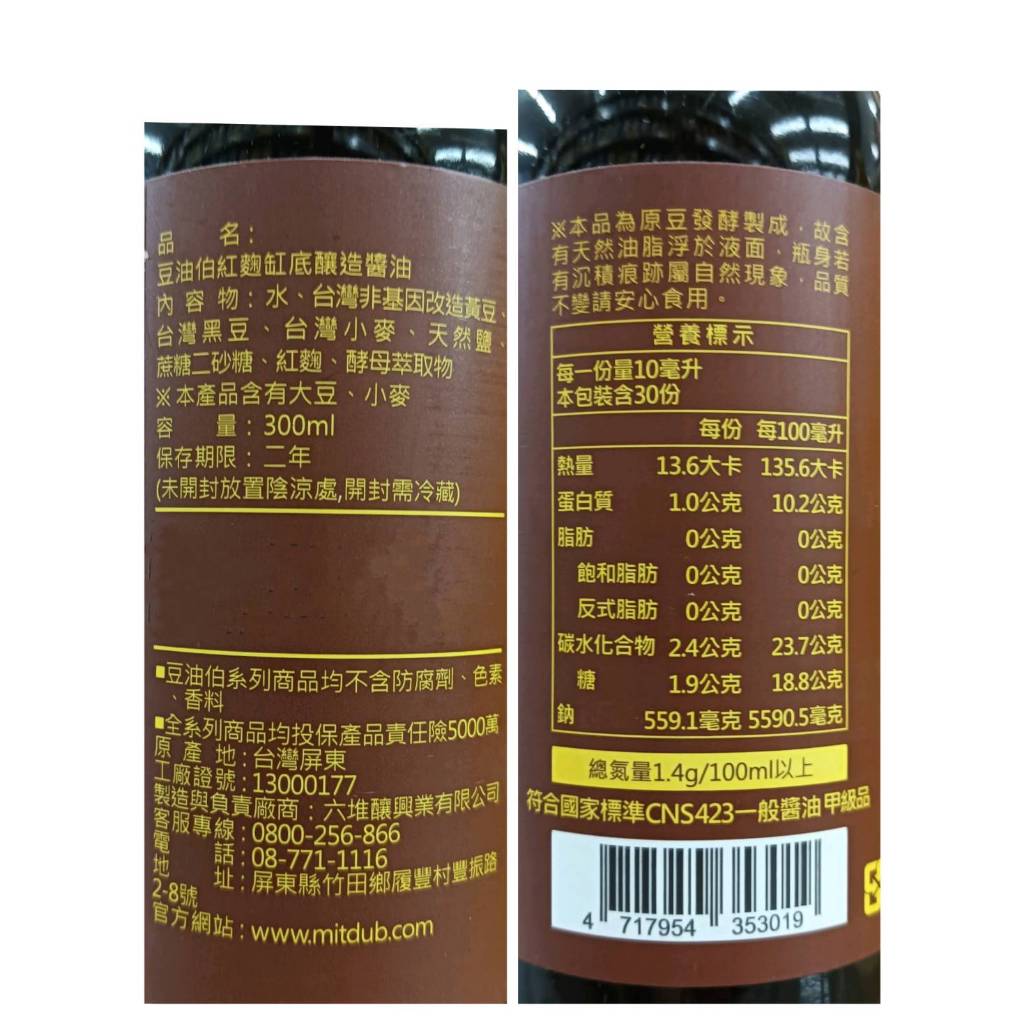 品 名：
豆油伯紅麴缸底釀造醬油
內容物：水、台灣非基因改造黃豆、
台灣黑豆、台灣小麥、天然鹽、
蔗糖二砂糖、紅麴、酵母萃取物
※本產品含有大豆、小麥
容 量：300ml
保存期限：二年
(未開封放置陰涼處,開封需冷藏)
■豆油伯系列商品均不含防腐劑、色素
、香料
■全系列商品均投保產品責任險5000萬
原產地：台灣屏東
工廠證號：13000177
製造與負責廠商：六堆釀興業有限公司
客服專線：0800-256-866
電 話：08-771-1116
地 址：屏東縣竹田鄉履豐村豐振路
2-8號
官方網站：www.mitdub.com
※本品為原豆發酵製成，故含
有天然油脂浮於液面，瓶身若
有沉積痕跡屬自然現象，品質
不變請安心食用。
營養標示
每一份量10毫升
本包裝含30份
每份 每100毫升
熱量 13.6大卡 135.6大卡
蛋白質 1.0公克 10.2公克
脂肪 0公克 0公克
飽和脂肪 0公克 0公克
反式脂肪 0公克 0公克
碳水化合物 2.4公克 23.7公克
糖 1.9公克 18.8公克
鈉 559.1毫克 5590.5毫克
總氮量1.4g/100ml以上
符合國家標準CNS423一般醬油 甲級品
4 717954 353019